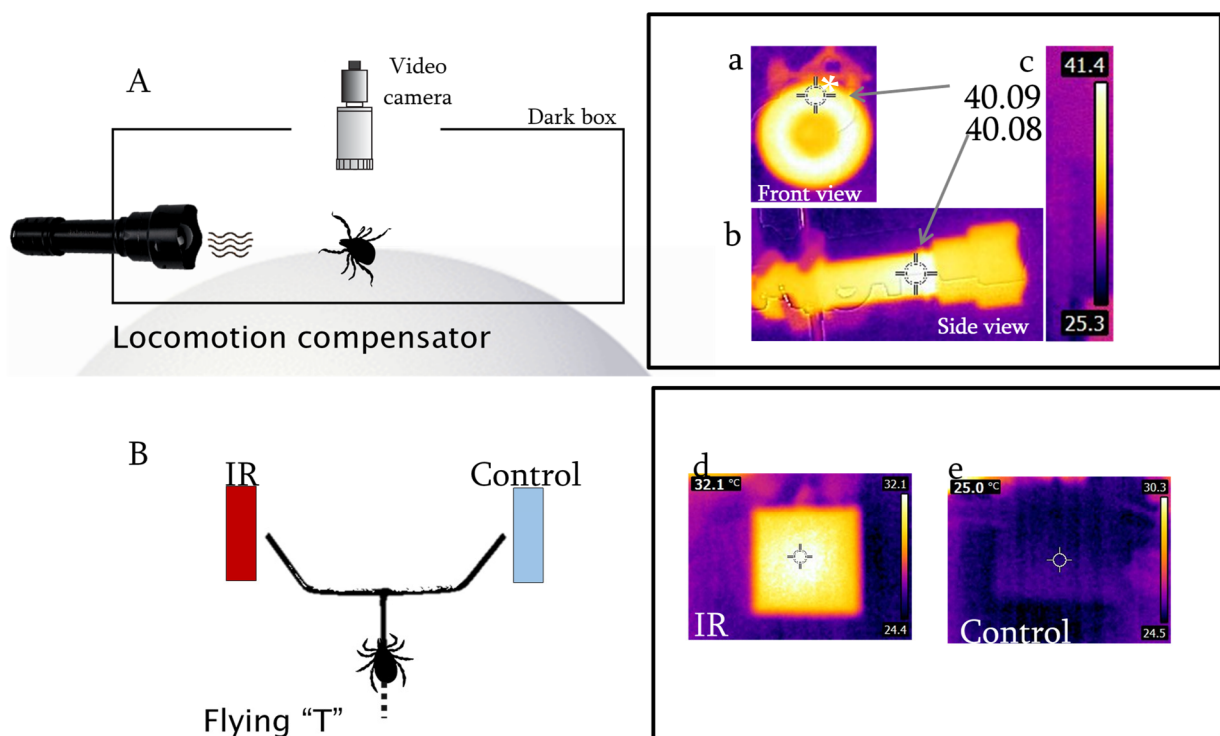 A
Video
camera
Dark box
Locomotion compensator
a
*
c
41.4
40.09
40.08
Front view
b
Side view
25.3
B
IR
Control
Flying “T”
d
32.1 °C
32.1
IR
24.4
e
25.0 °C
30.3
Control
24.5